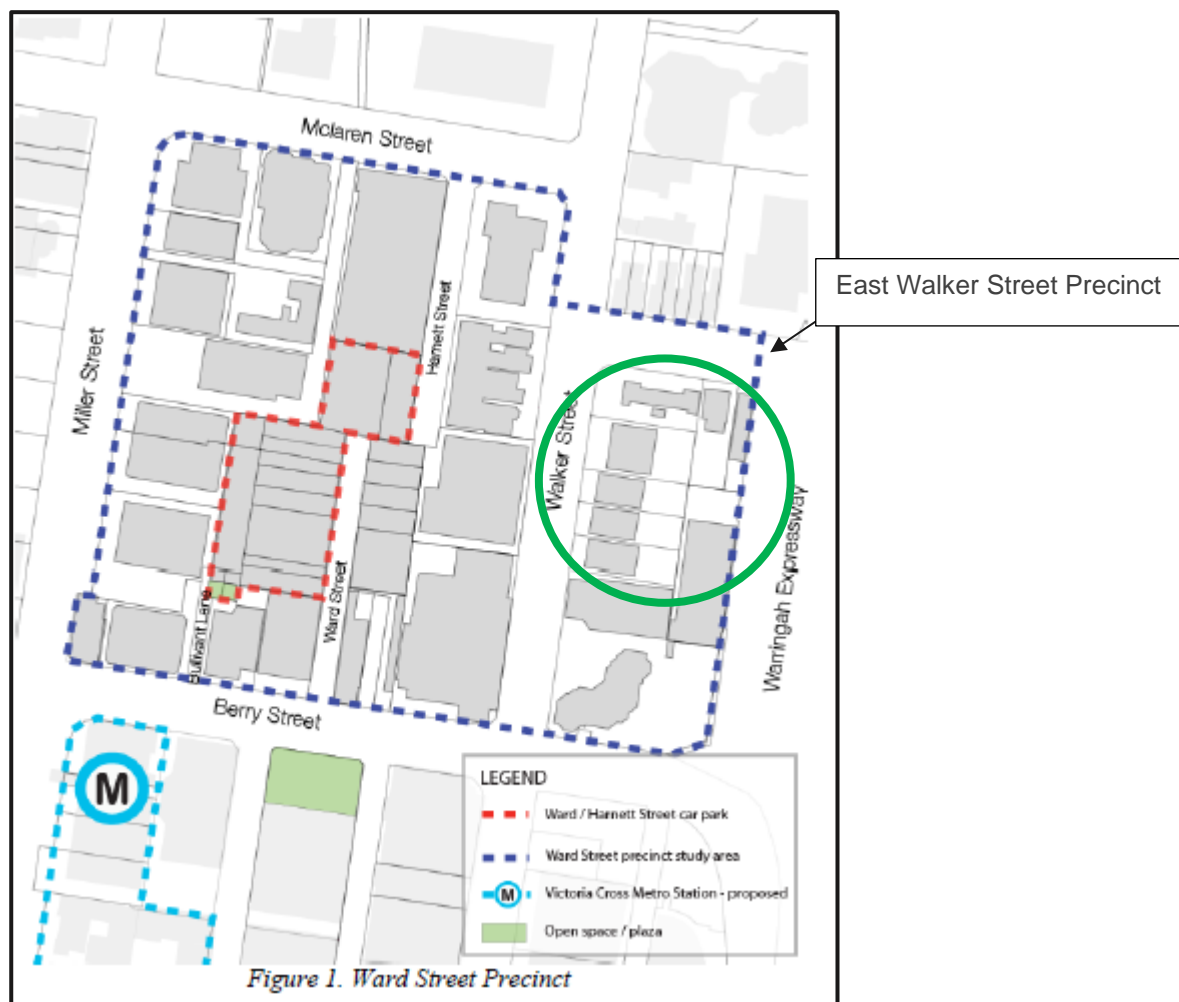 Mclaren Street
East Walker Street Precinct
Harnett Street
Miller Street
Walker Street
Warringah Expressway
Ward Street
Bullivant Lane
Berry Street
M
LEGEND
Ward / Harnett Street car park
Ward Street precinct study area
M
Victoria Cross Metro Station - proposed
Open space / plaza
Figure 1. Ward Street Precinct